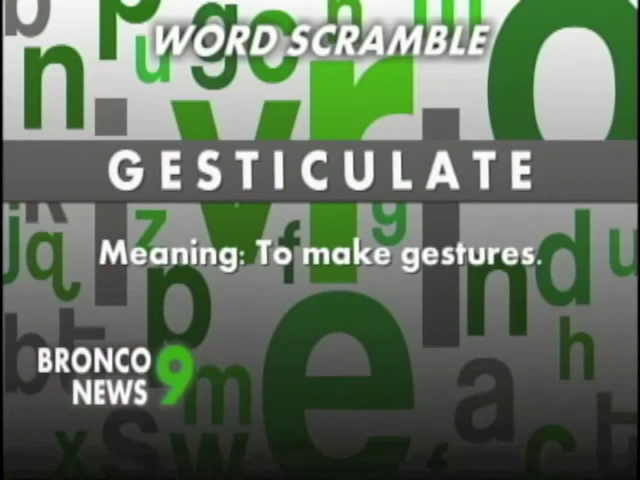 WORD SCRAMBLE
GESTICULATE
Meaning: To make gestures.
BRONCO
NEWS 9